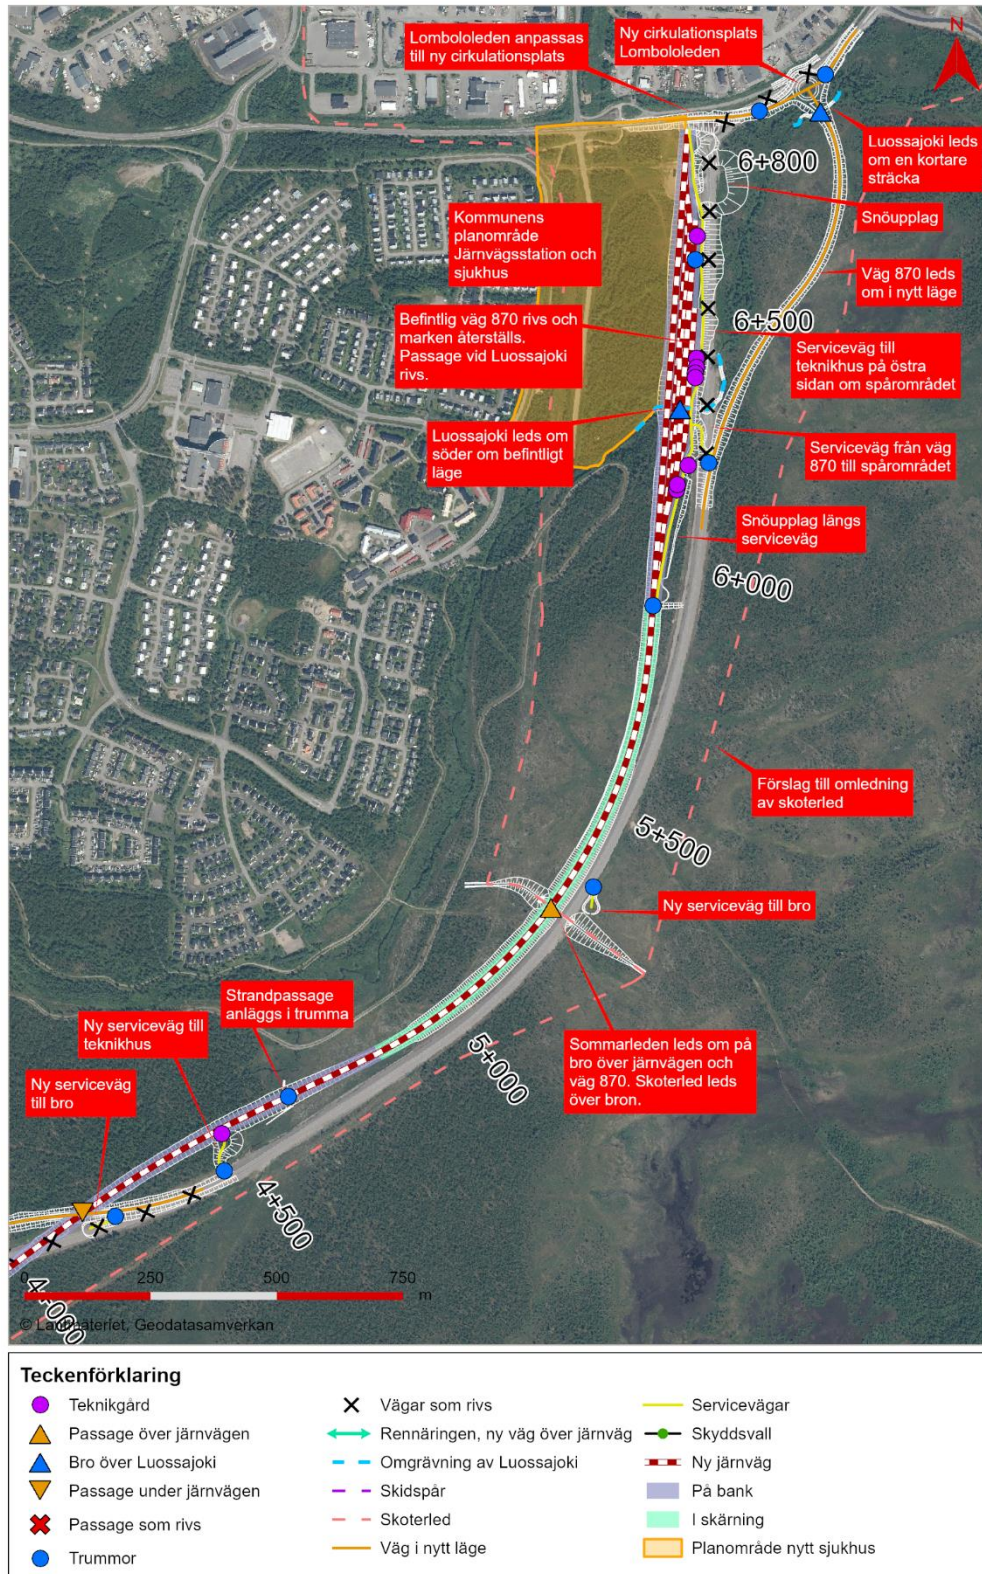 Lombololeden anpassas
till ny cirkulationsplats
Ny cirkulationsplats
Lombololeden
N
Luossajoki leds
om en kortare
sträcka
6+800
Snöupplag
Kommunens
planområde
Järnvägsstation och
sjukhus
Väg 870 leds
om i nytt läge
Befintlig väg 870 rivs och
marken återställs.
Passage vid Luossajoki
rivs.
6+500
Serviceväg till
teknikhus på östra
sidan om spårområdet
Luossajoki leds om
söder om befintligt
läge
Serviceväg från väg
870 till spårområdet
Snöupplag längs
serviceväg
6+000
Förslag till omledning
av skoterled
5+500
Ny serviceväg till bro
Strandpassage
anläggs i trumma
Ny serviceväg till
teknikhus
Sommarleden leds om på
bro över järnvägen och
väg 870. Skoterled leds
över bron.
5+000
Ny serviceväg
till bro
4+500
4+000
0 250 500 750
m
© Lantmäteriet, Geodatasamverkan
Teckenförklaring
Teknikgård
Passage över järnvägen
Bro över Luossajoki
Passage under järnvägen
Passage som rivs
Trummor
Vägar som rivs
Rennäringen, ny väg över järnväg
Omgrävning av Luossajoki
Skidspår
Skoterled
Väg i nytt läge
Servicevägar
Skyddsvall
Ny järnväg
På bank
I skärning
Planområde nytt sjukhus